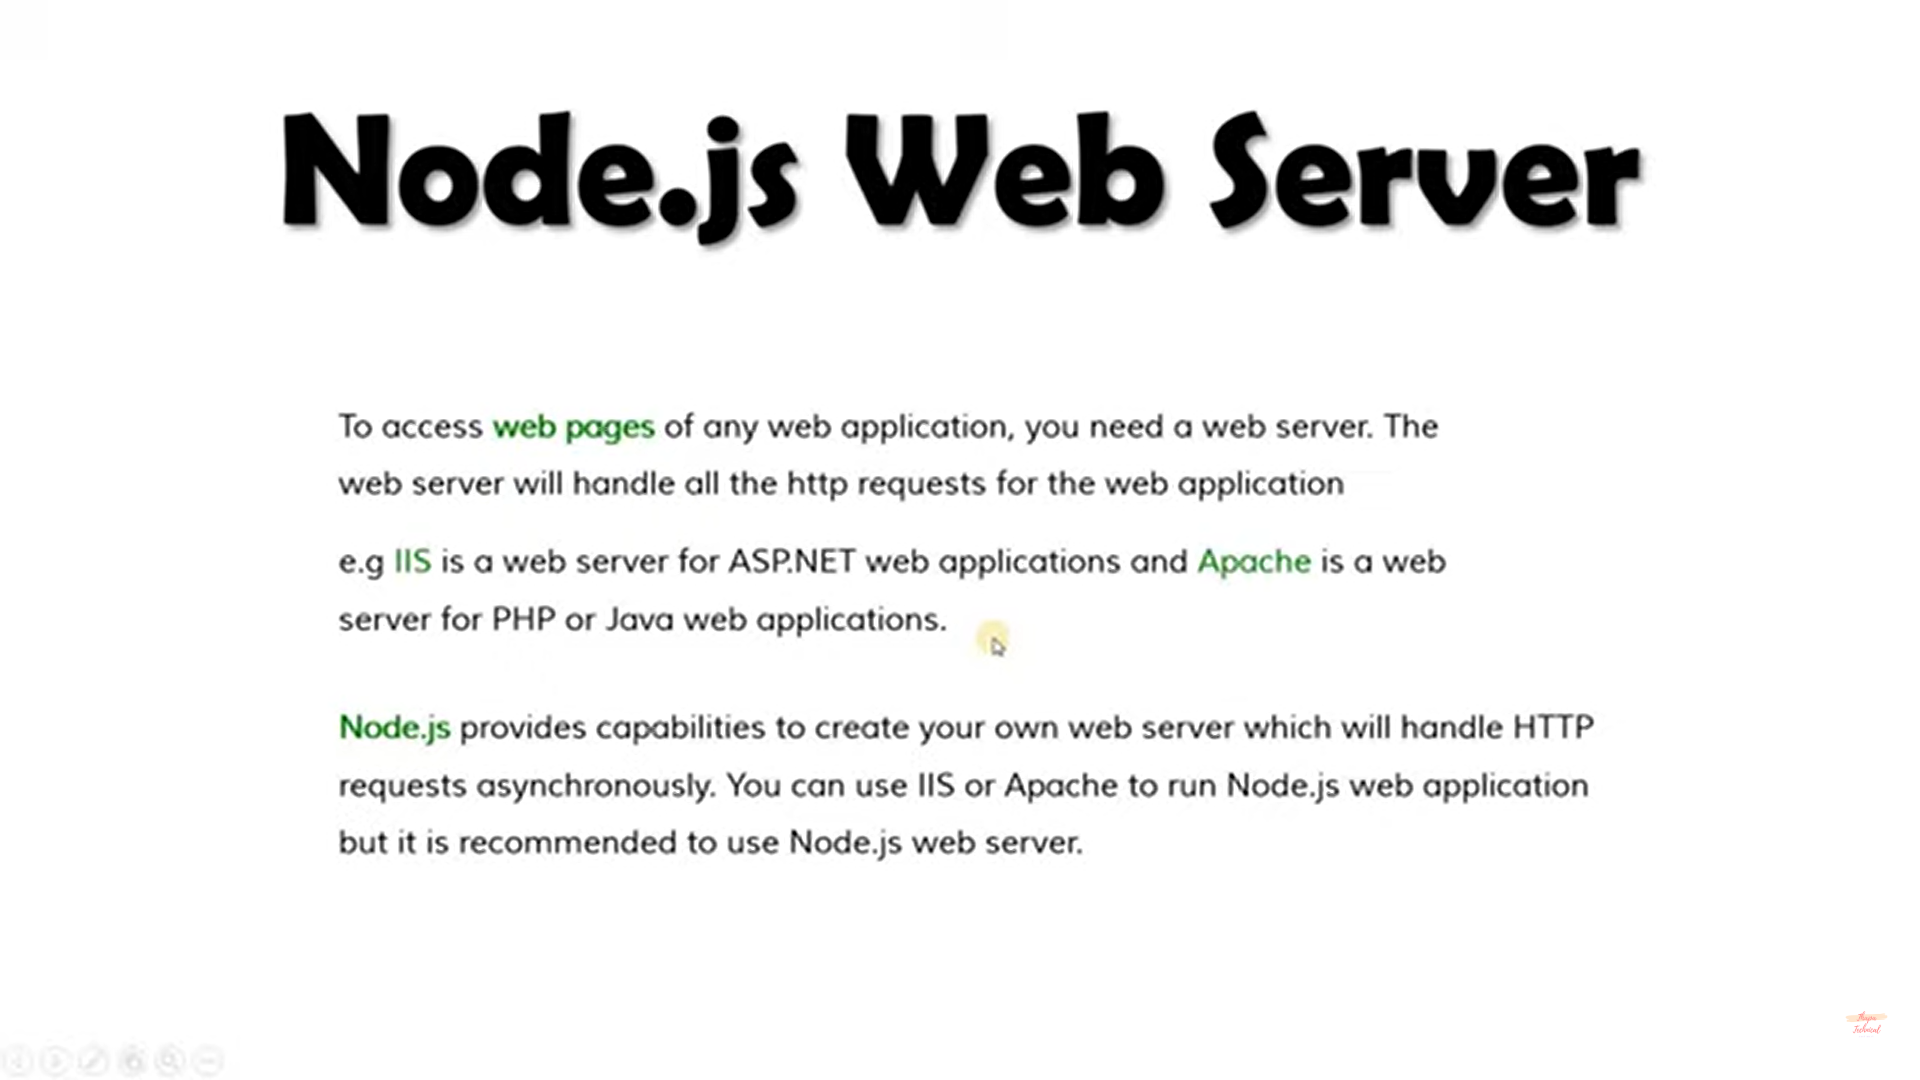 Node.js Web Server
To access web pages of any web application, you need a web server. The
web server will handle all the http requests for the web application
e.g IIS is a web server for ASP.NET web applications and Apache is a web
server for PHP or Java web applications.
Node.js provides capabilities to create your own web server which will handle HTTP
requests asynchronously. You can use IIS or Apache to run Node.js web application
but it is recommended to use Node.js web server.
Technical